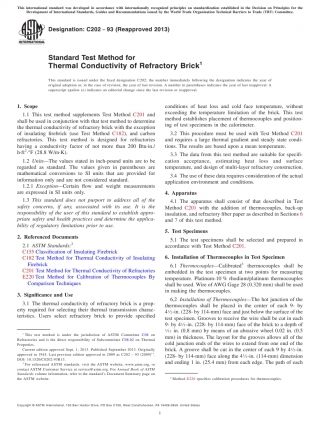 This international standard was developed in accordance with internationally recognized principles on standardization established in the Decision on Principles for the
Development of International Standards, Guides and Recommendations issued by the World Trade Organization Technical Barriers to Trade (TBT) Committee.
Designation: C202 − 93 (Reapproved 2013)
Standard Test Method for
Thermal Conductivity of Refractory Brick1
This standard is issued under the fixed designation C202; the number immediately following the designation indicates the year of
original adoption or, in the case of revision, the year of last revision. A number in parentheses indicates the year of last reapproval. A
superscript epsilon (ε) indicates an editorial change since the last revision or reapproval.
1. Scope
1.1 This test method supplements Test Method C201 and
shall be used in conjunction with that test method to determine
the thermal conductivity of refractory brick with the exception
of insulating firebrick (use Test Method C182), and carbon
refractories. This test method is designed for refractories
having a conductivity factor of not more than 200 Btu·in./
h·ft2·°F (28.8 W/m·K).
1.2 Units—The values stated in inch-pound units are to be
regarded as standard. The values given in parentheses are
mathematical conversions to SI units that are provided for
information only and are not considered standard.
1.2.1 Exception—Certain flow and weight measurements
are expressed in SI units only.
1.3 This standard does not purport to address all of the
safety concerns, if any, associated with its use. It is the
responsibility of the user of this standard to establish appro-
priate safety and health practices and determine the applica-
bility of regulatory limitations prior to use.
2. Referenced Documents
2.1 ASTM Standards:2
C155 Classification of Insulating Firebrick
C182 Test Method for Thermal Conductivity of Insulating
Firebrick
C201 Test Method for Thermal Conductivity of Refractories
E220 Test Method for Calibration of Thermocouples By
Comparison Techniques
3. Significance and Use
3.1 The thermal conductivity of refractory brick is a prop-
erty required for selecting their thermal transmission charac-
teristics. Users select refractory brick to provide specified
1 This test method is under the jurisdiction of ASTM Committee C08 on
Refractories and is the direct responsibility of Subcommittee C08.02 on Thermal
Properties.
Current edition approved Sept. 1, 2013. Published September 2013. Originally
approved in 1945. Last previous edition approved in 2009 as C202 – 93 (2009)ε1.
DOI: 10.1520/C0202-93R13.
2 For referenced ASTM standards, visit the ASTM website, www.astm.org, or
contact ASTM Customer Service at service@astm.org. For Annual Book of ASTM
Standards volume information, refer to the standard's Document Summary page on
the ASTM website.
conditions of heat loss and cold face temperature, without
exceeding the temperature limitation of the brick. This test
method establishes placement of thermocouples and position-
ing of test specimens in the calorimeter.
3.2 This procedure must be used with Test Method C201
and requires a large thermal gradient and steady state condi-
tions. The results are based upon a mean temperature.
3.3 The data from this test method are suitable for specifi-
cation acceptance, estimating heat loss and surface
temperature, and design of multi-layer refractory construction.
3.4 The use of these data requires consideration of the actual
application environment and conditions.
4. Apparatus
4.1 The apparatus shall consist of that described in Test
Method C201 with the addition of thermocouples, back-up
insulation, and refractory fiber paper as described in Sections 6
and 7 of this test method.
5. Test Specimens
5.1 The test specimens shall be selected and prepared in
accordance with Test Method C201.
6. Installation of Thermocouples in Test Specimen
6.1 Thermocouples—Calibrated3 thermocouples shall be
embedded in the test specimen at two points for measuring
temperature. Platinum-10 % rhodium/platinum thermocouples
shall be used. Wire of AWG Gage 28 (0.320 mm) shall be used
in making the thermocouples.
6.2 Installation of Thermocouples—The hot junction of the
thermocouples shall be placed in the center of each 9- by
4½-in. (228- by 114-mm) face and just below the surface of the
test specimen. Grooves to receive the wire shall be cut in each
9- by 4½-in. (228- by 114-mm) face of the brick to a depth of
1⁄32 in. (0.8 mm) by means of an abrasive wheel 0.02 in. (0.5
mm) in thickness. The layout for the grooves allows all of the
cold junction ends of the wires to extend from one end of the
brick. A groove shall be cut in the center of each 9 by 4½-in.
(228- by 114-mm) face along the 4½-in. (114-mm) dimension
and ending 1 in. (25.4 mm) from each edge. The path of each
3 Method E220 specifies calibration procedures for thermocouples.
Copyright © ASTM International, 100 Barr Harbor Drive, PO Box C700, West Conshohocken, PA 19428-2959. United States
1